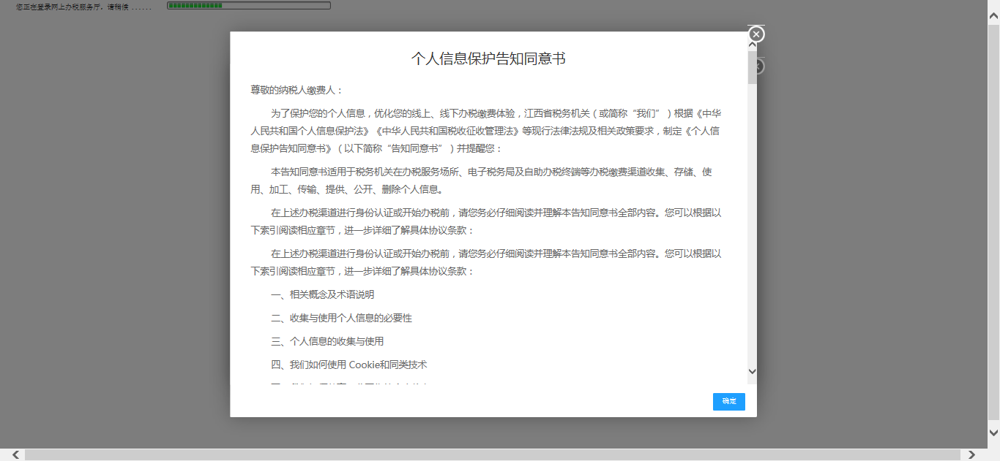 您正在登录网上办税服务厅，请稍候 ......
个人信息保护告知同意书
尊敬的纳税人缴费人：
为了保护您的个人信息，优化您的线上、线下办税缴费体验，江西省税务机关（或简称“我们”）根据《中华
人民共和国个人信息保护法》《中华人民共和国税收征收管理法》等现行法律法规及相关政策要求，制定《个人信
息保护告知同意书》（以下简称“告知同意书”）并提醒您：
本告知同意书适用于税务机关在办税服务场所、电子税务局及自助办税终端等办税缴费渠道收集、存储、使
用、加工、传输、提供、公开、删除个人信息。
在上述办税渠道进行身份认证或开始办税前，请您务必仔细阅读并理解本告知同意书全部内容。您可以根据以
下索引阅读相应章节，进一步详细了解具体协议条款：
在上述办税渠道进行身份认证或开始办税前，请您务必仔细阅读并理解本告知同意书全部内容。您可以根据以
下索引阅读相应章节，进一步详细了解具体协议条款：
一、相关概念及术语说明
二、收集与使用个人信息的必要性
三、个人信息的收集与使用
四、我们如何使用 Cookie和同类技术
确定